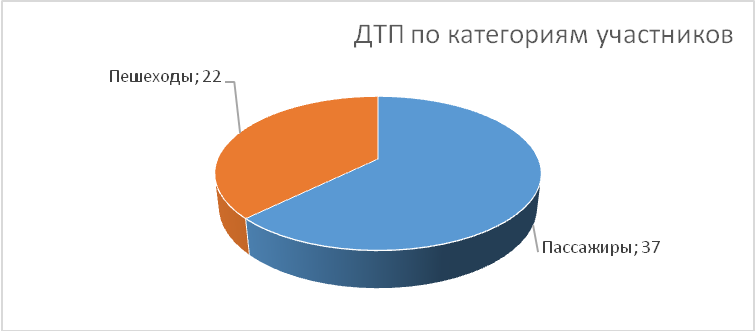 ДТП по категориям участников
Пешеходы; 22
Пассажиры; 37